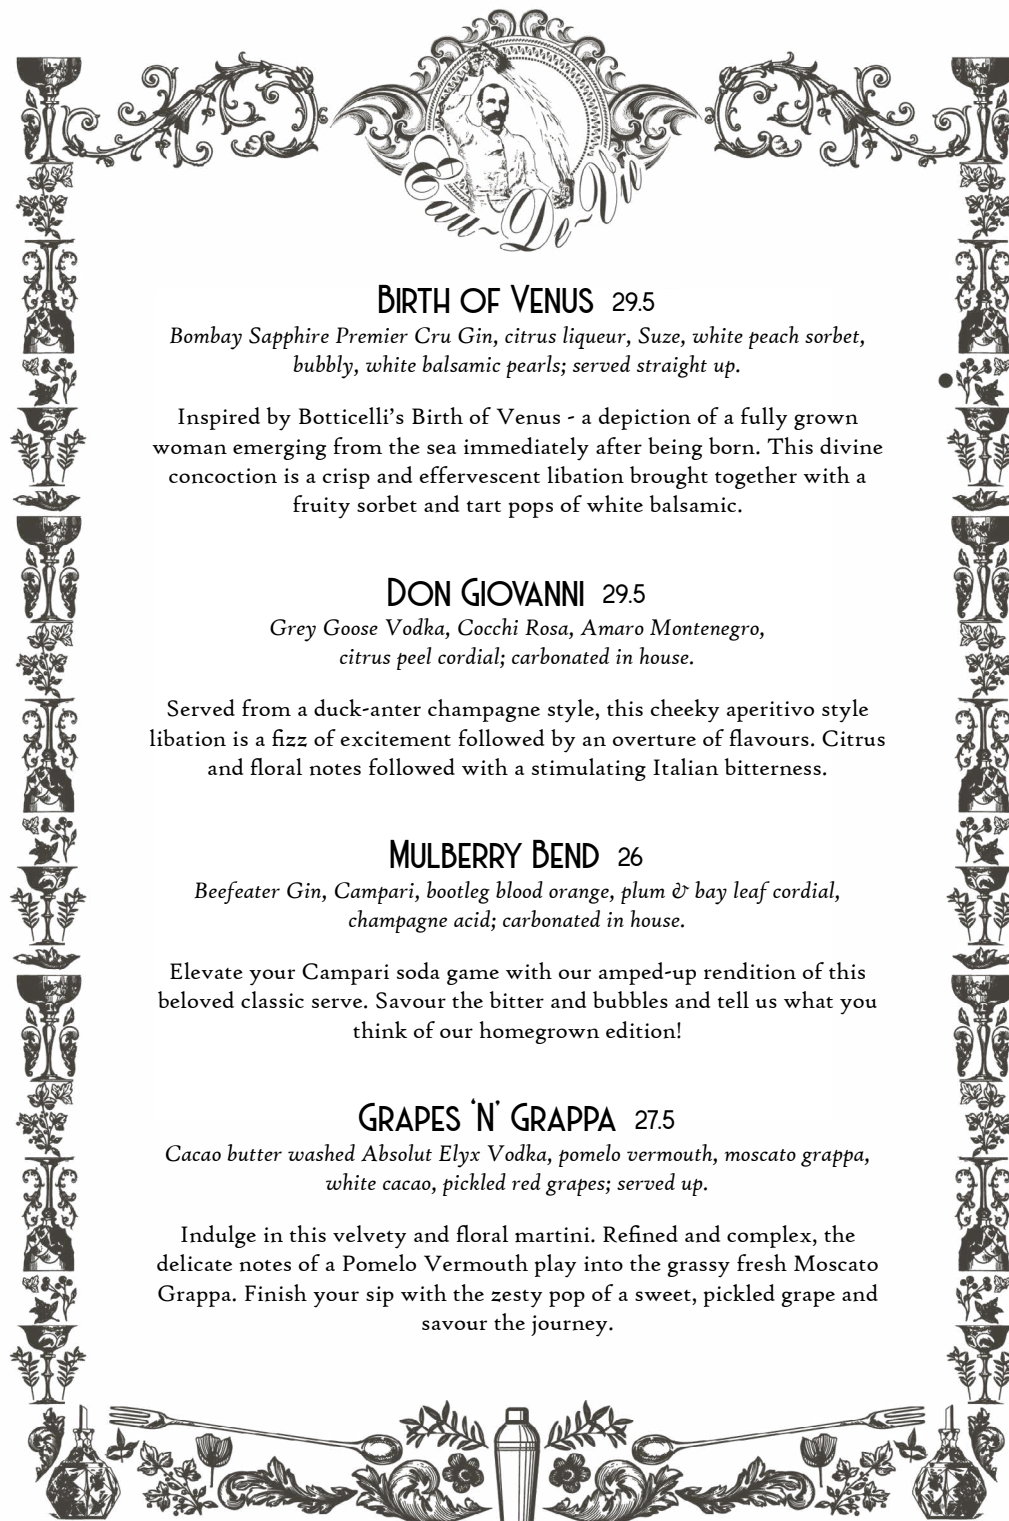 Eau~De~Vie
BIRTH OF VENUS 29.5
Bombay Sapphire Premier Cru Gin, citrus liqueur, Suze, white peach sorbet,
bubbly, white balsamic pearls; served straight up.
Inspired by Botticelli's Birth of Venus - a depiction of a fully grown
woman emerging from the sea immediately after being born. This divine
concoction is a crisp and effervescent libation brought together with a
fruity sorbet and tart pops of white balsamic.
DON GIOVANNI 29.5
Grey Goose Vodka, Cocchi Rosa, Amaro Montenegro,
citrus peel cordial; carbonated in house.
Served from a duck-anter champagne style, this cheeky aperitivo style
libation is a fizz of excitement followed by an overture of flavours. Citrus
and floral notes followed with a stimulating Italian bitterness.
MULBERRY BEND 26
Beefeater Gin, Campari, bootleg blood orange, plum & bay leaf cordial,
champagne acid; carbonated in house.
Elevate your Campari soda game with our amped-up rendition of this
beloved classic serve. Savour the bitter and bubbles and tell us what you
think of our homegrown edition!
GRAPES 'N' GRAPPA 27.5
Cacao butter washed Absolut Elyx Vodka, pomelo vermouth, moscato grappa,
white cacao, pickled red grapes; served up.
Indulge in this velvety and floral martini. Refined and complex, the
delicate notes of a Pomelo Vermouth play into the grassy fresh Moscato
Grappa. Finish your sip with the zesty pop of a sweet, pickled grape and
savour the journey.